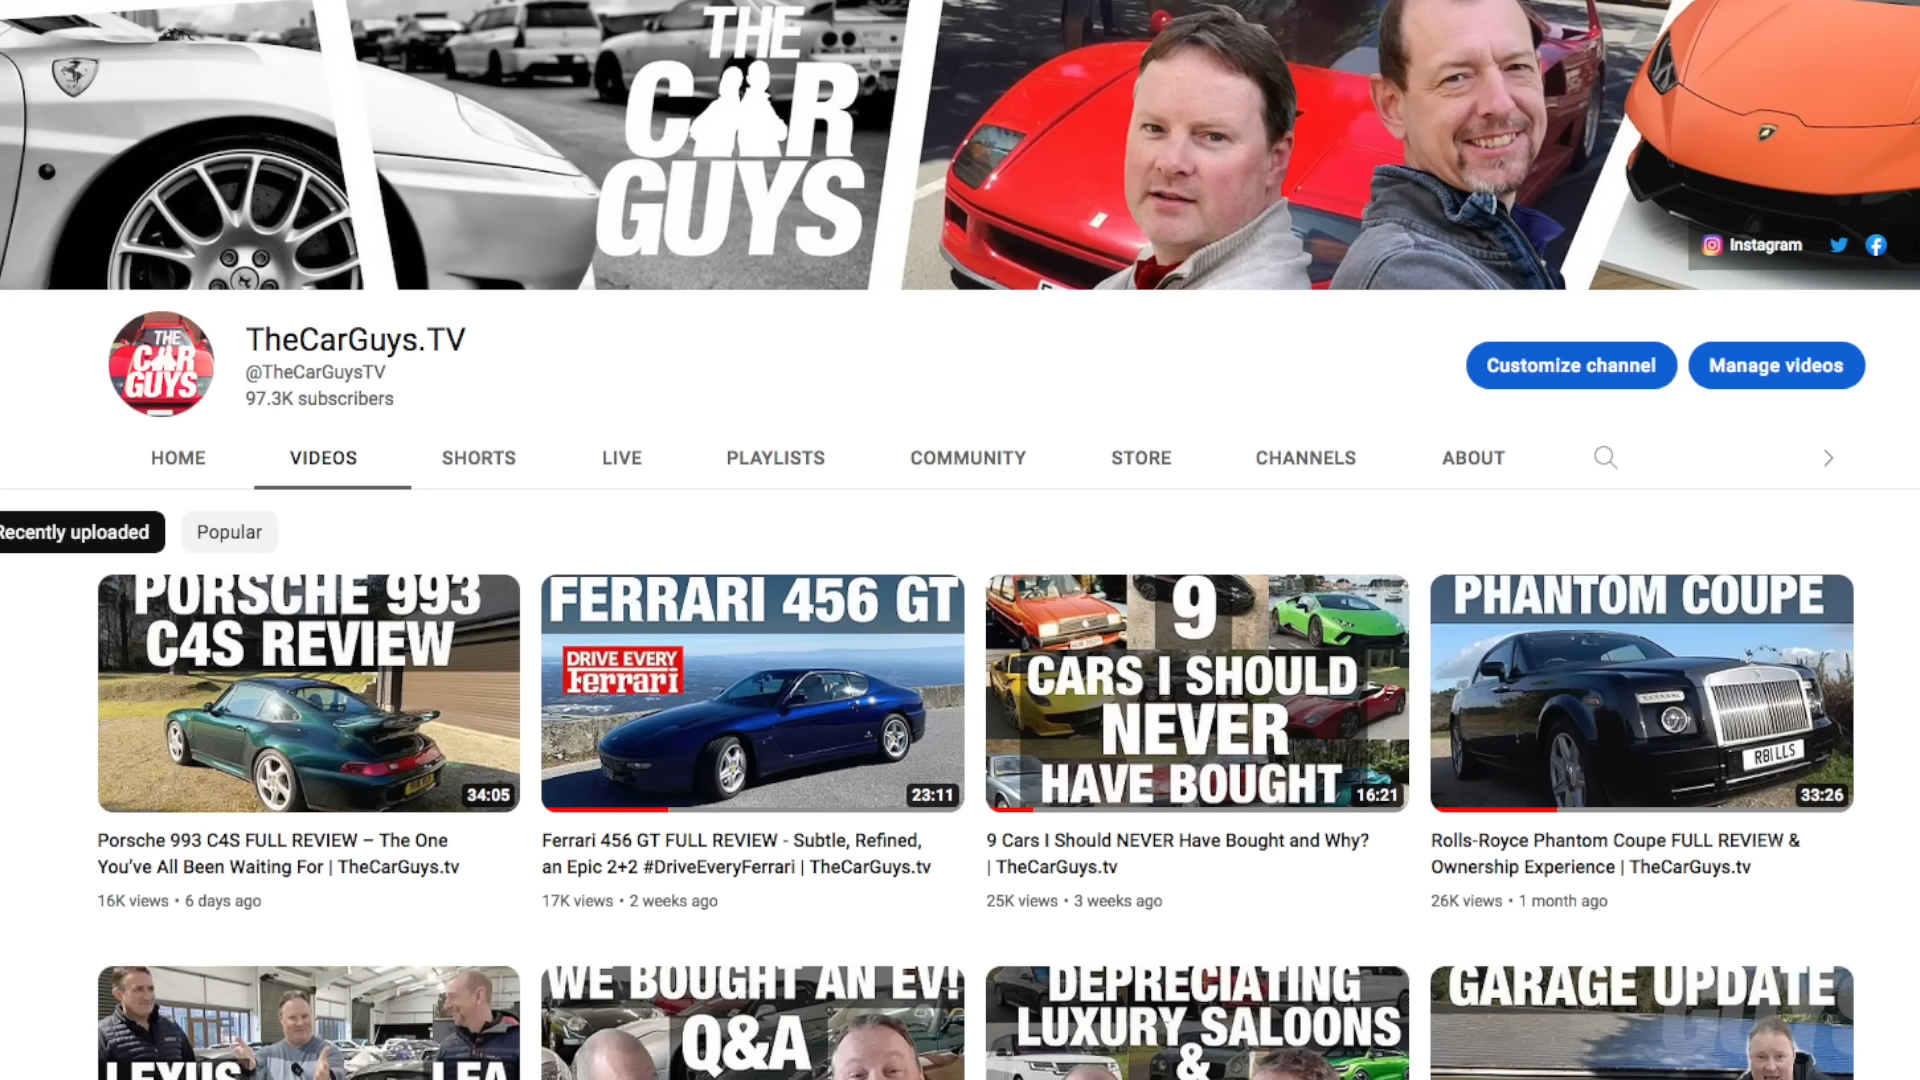 THE
CAR
GUYS
Instagram
THE
CAR
GUYS
TheCarGuys.TV
@TheCarGuysTV
97.3K subscribers
Customize channel
Manage videos
HOME
VIDEOS
SHORTS
LIVE
PLAYLISTS
COMMUNITY
STORE
CHANNELS
ABOUT
Recently uploaded
Popular
PORSCHE 993
C4S REVIEW
34:05
FERRARI 456 GT
DRIVE EVERY
Ferrari
23:11
9
CARS I SHOULD
NEVER
HAVE BOUGHT
16:21
PHANTOM COUPE
R81 LLS
33:26
Porsche 993 C4S FULL REVIEW – The One
You've All Been Waiting For | TheCarGuys.tv
16K views • 6 days ago
Ferrari 456 GT FULL REVIEW - Subtle, Refined,
an Epic 2+2 #DriveEveryFerrari | TheCarGuys.tv
17K views • 2 weeks ago
9 Cars I Should NEVER Have Bought and Why?
| TheCarGuys.tv
25K views • 3 weeks ago
Rolls-Royce Phantom Coupe FULL REVIEW &
Ownership Experience | TheCarGuys.tv
26K views • 1 month ago
LEXUS
WE BOUGHT AN EV!
Q&A
DEPRECIATING
LUXURY SALOONS
&
GARAGE UPDATE